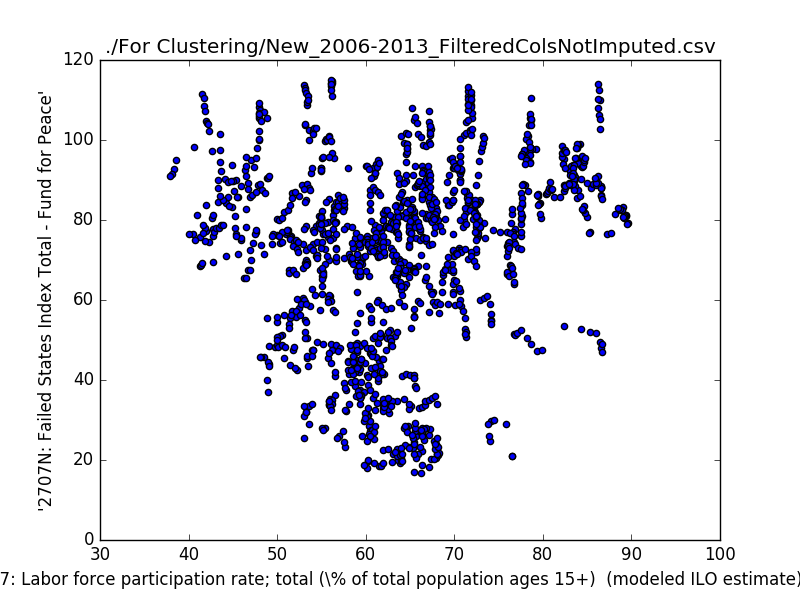 ./For Clustering/New_2006-2013_FilteredColsNotImputed.csv
120
100
80
60
40
20
0
'2707N: Failed States Index Total - Fund for Peace'
30 40 50 60 70 80 90 100
7: Labor force participation rate; total (\% of total population ages 15+)  (modeled ILO estimate)